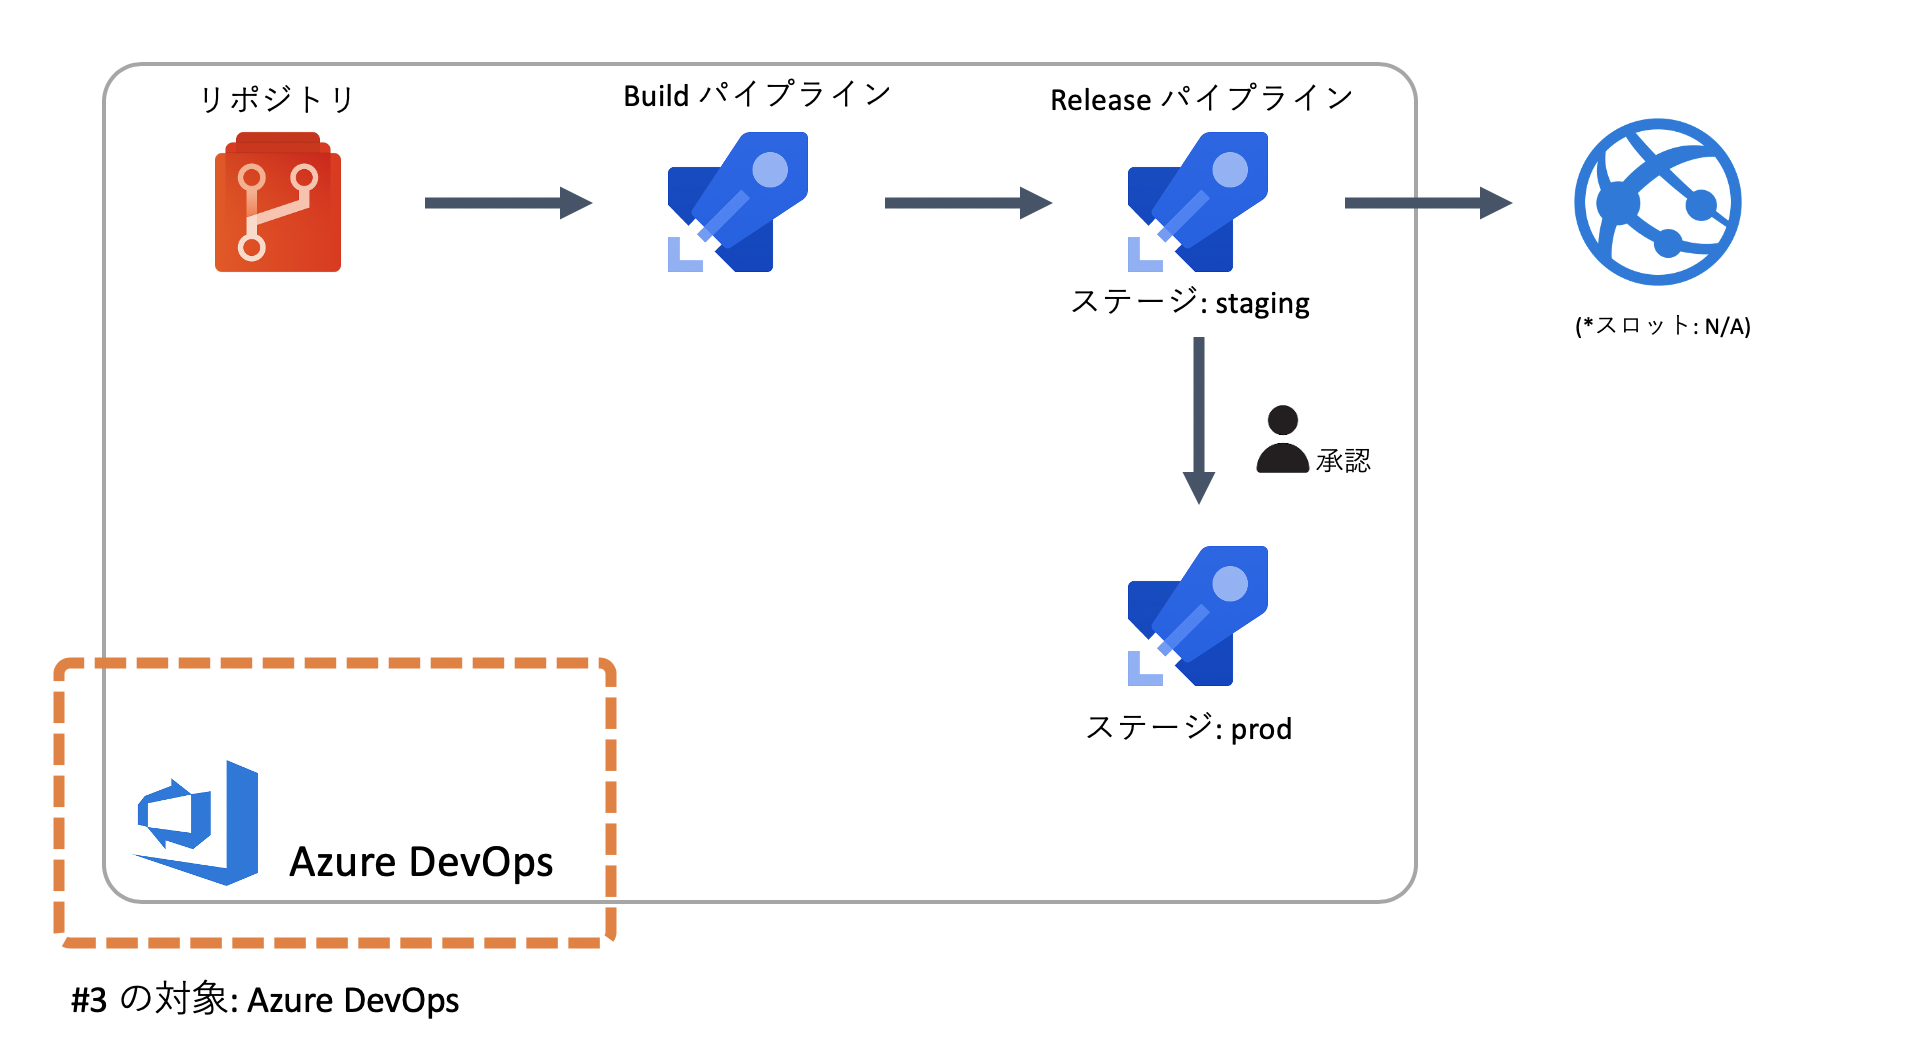 リポジトリ
Build パイプライン
Release パイプライン
ステージ: staging
(*スロット: N/A)
承認
ステージ: prod
Azure DevOps
#3 の対象: Azure DevOps